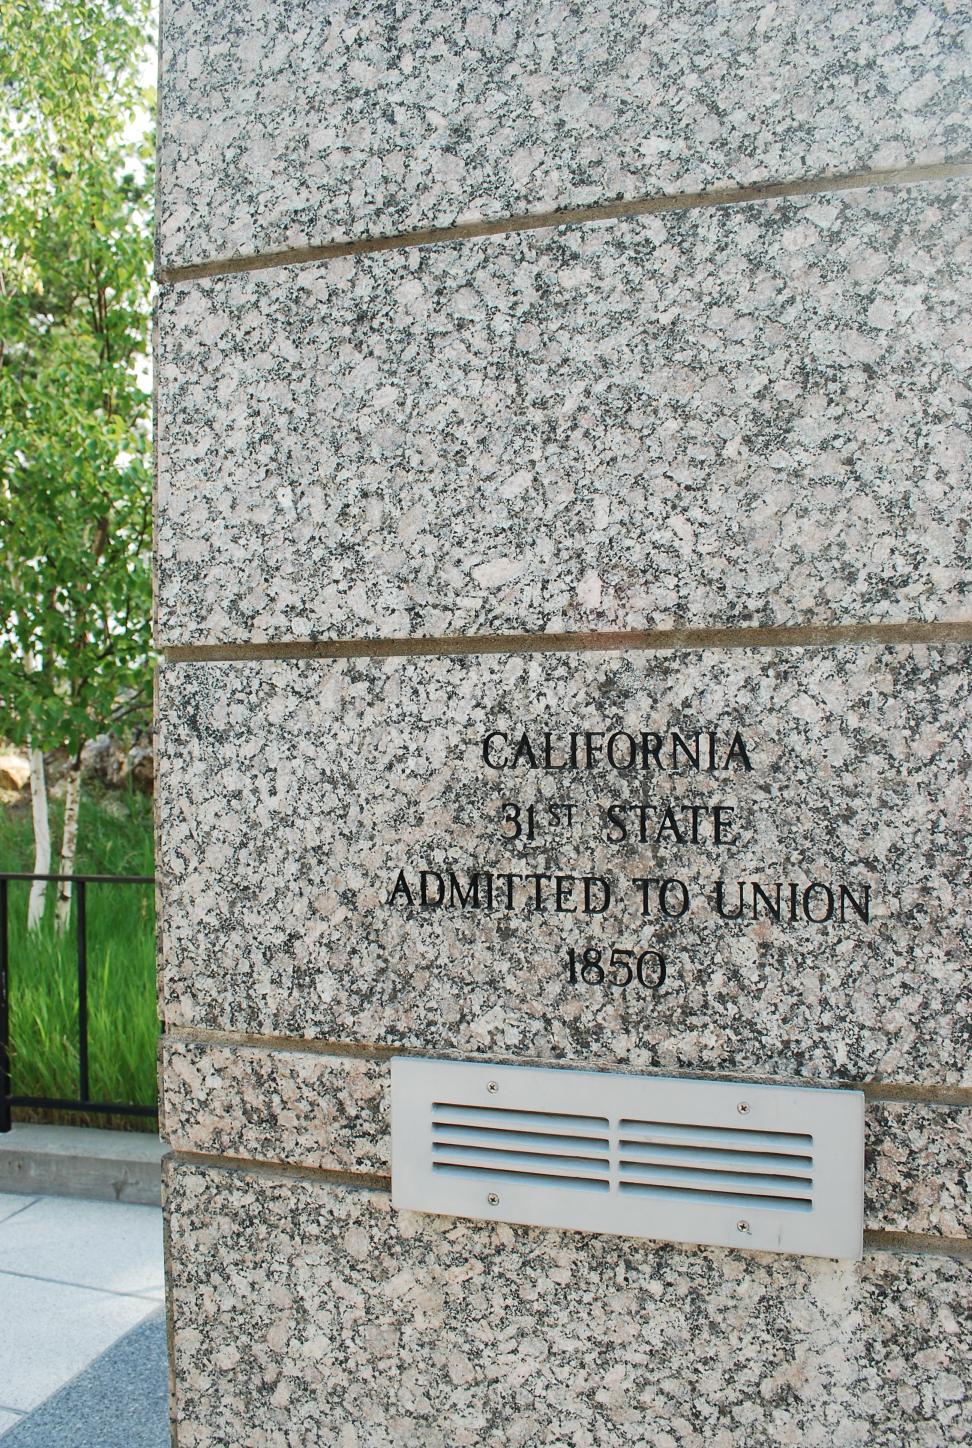 CALIFORNIA
31ST STATE
ADMITTED TO UNION
1850